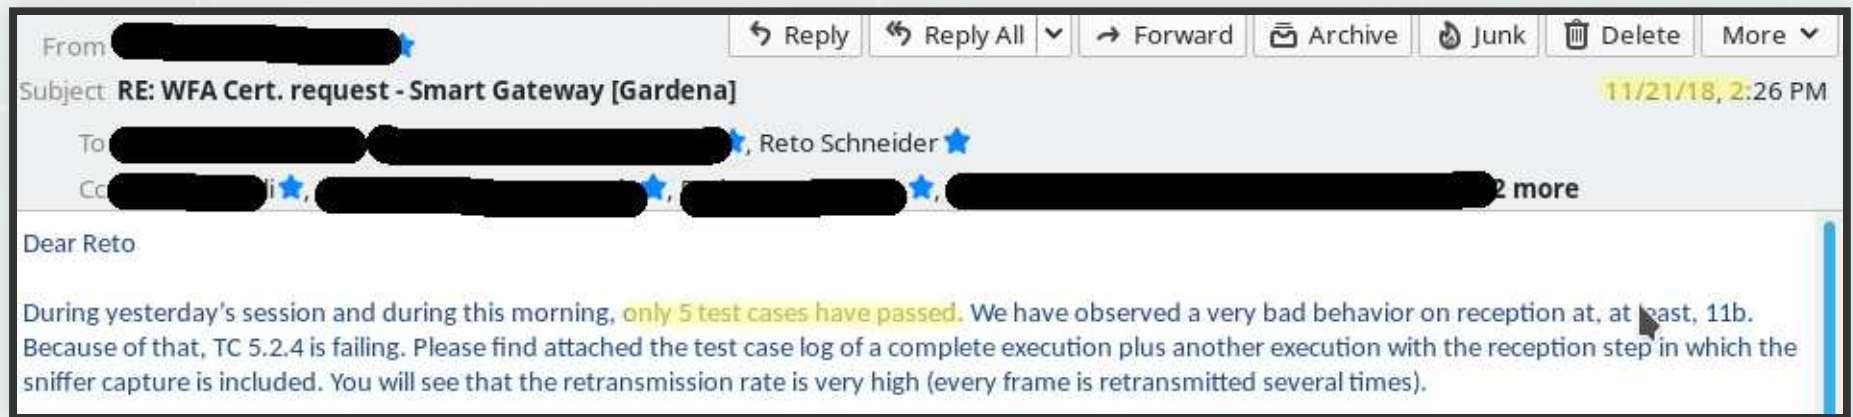 From
Reply Reply All Forward Archive Junk Delete More
Subject RE: WFA Cert. request - Smart Gateway [Gardena] 11/21/18, 2:26 PM
To , Reto Schneider
Cc i , , , 2 more
Dear Reto
During yesterday's session and during this morning, only 5 test cases have passed. We have observed a very bad behavior on reception at, at least, 11b.
Because of that, TC 5.2.4 is failing. Please find attached the test case log of a complete execution plus another execution with the reception step in which the
sniffer capture is included. You will see that the retransmission rate is very high (every frame is retransmitted several times).